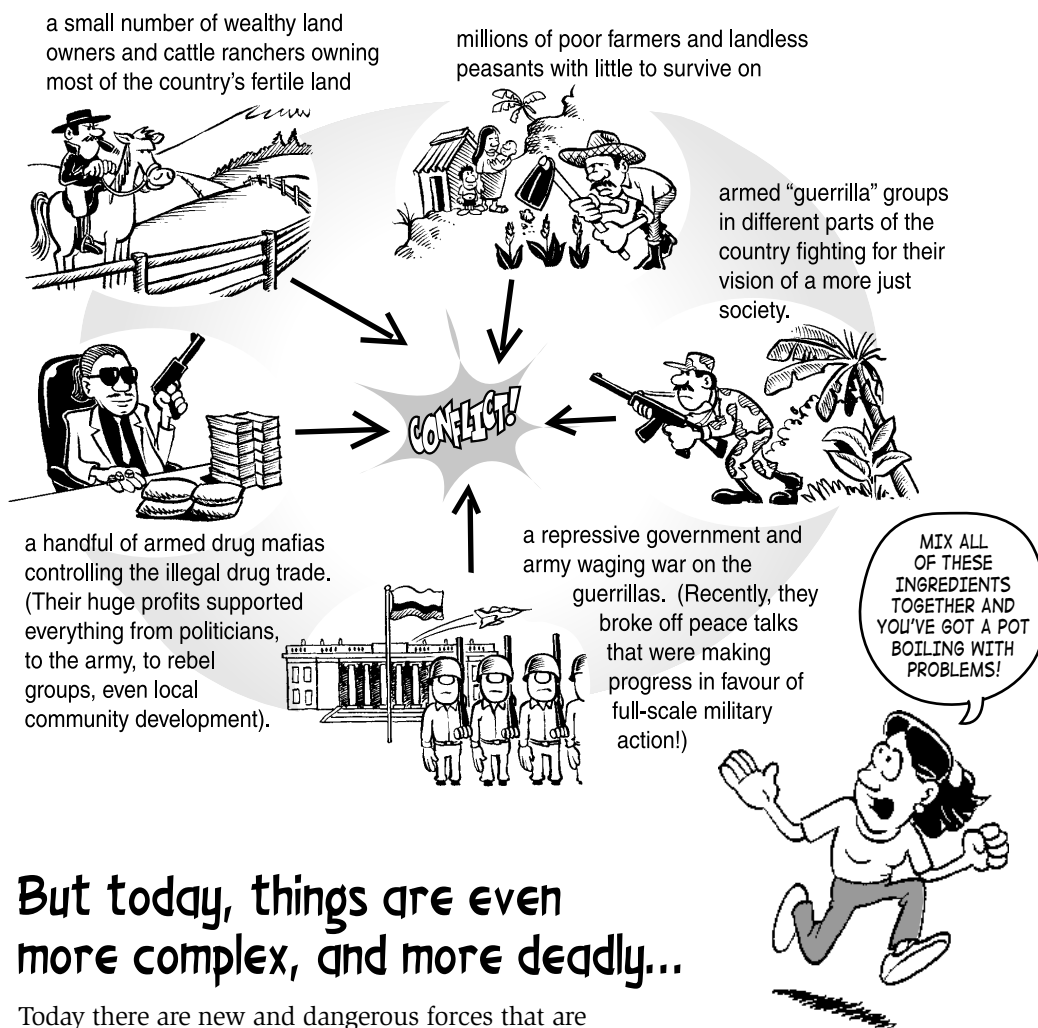 a small number of wealthy land
owners and cattle ranchers owning
most of the country's fertile land
millions of poor farmers and landless
peasants with little to survive on
armed “guerrilla” groups
in different parts of the
country fighting for their
vision of a more just
society.
CONFLICT!
a handful of armed drug mafias
controlling the illegal drug trade.
(Their huge profits supported
everything from politicians,
to the army, to rebel
groups, even local
community development).
a repressive government and
army waging war on the
guerrillas. (Recently, they
broke off peace talks
that were making
progress in favour of
full-scale military
action!)
MIX ALL
OF THESE
INGREDIENTS
TOGETHER AND
YOU'VE GOT A POT
BOILING WITH
PROBLEMS!
But today, things are even
more complex, and more deadly...
Today there are new and dangerous forces that are